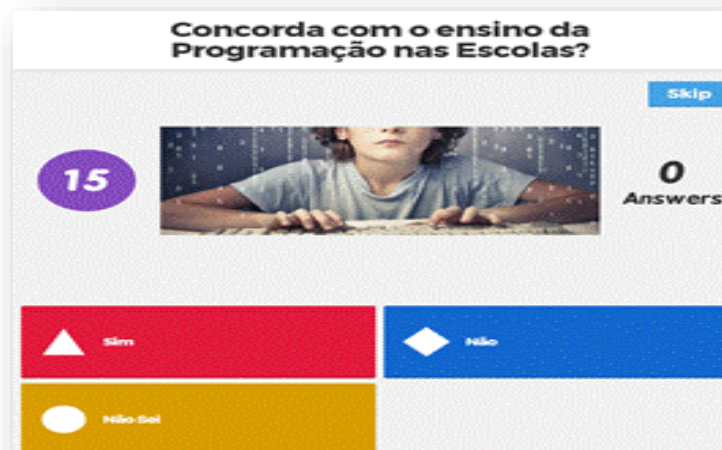 Concorda com o ensino da
Programação nas Escolas?
Skip
15
0
Answers
Sim
Não
Não Sei